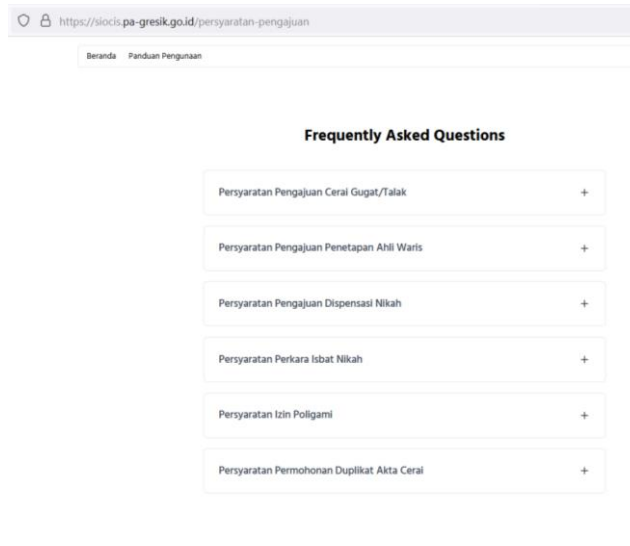 https://siocis.pa-gresik.go.id/persyaratan-pengajuan
Beranda Panduan Pengunaan
Frequently Asked Questions
Persyaratan Pengajuan Cerai Gugat/Talak +
Persyaratan Pengajuan Penetapan Ahli Waris +
Persyaratan Pengajuan Dispensasi Nikah +
Persyaratan Perkara Isbat Nikah +
Persyaratan Izin Poligami +
Persyaratan Permohonan Duplikat Akta Cerai +